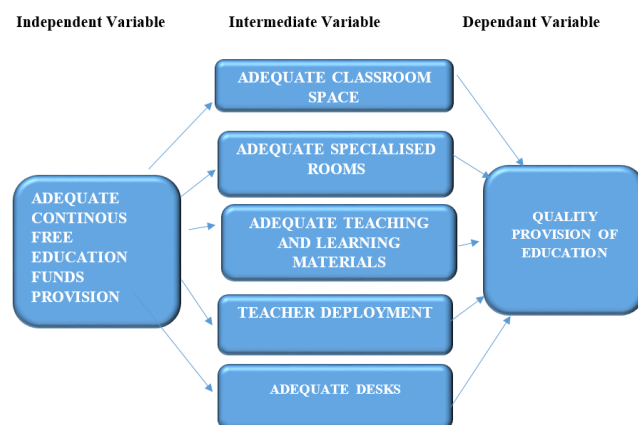 Independent Variable
Intermediate Variable
Dependant Variable
ADEQUATE CLASSROOM
SPACE
ADEQUATE SPECIALISED
ROOMS
ADEQUATE
CONTINOUS
FREE
EDUCATION
FUNDS
PROVISION
ADEQUATE TEACHING
AND LEARNING
MATERIALS
QUALITY
PROVISION OF
EDUCATION
TEACHER DEPLOYMENT
ADEQUATE DESKS